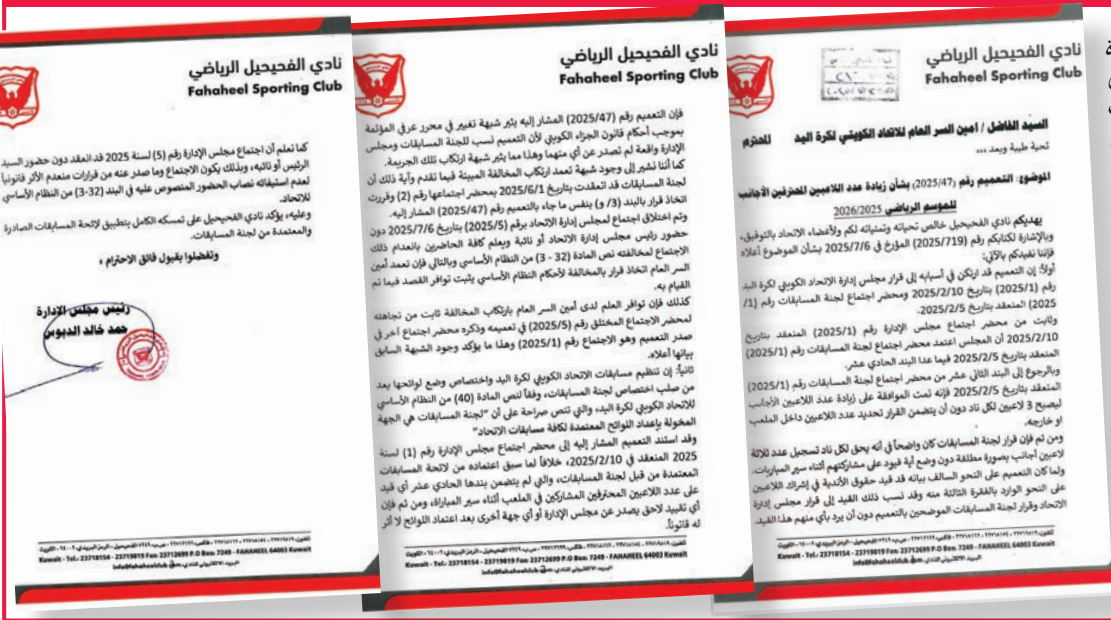 نادي الفحيحيل الرياضي
Fahaheel Sporting Club
السيد الفاضل / امين السر العام للاتحاد الكويتي لكرة اليد المحترم
تحية طيبة وبعد ،،،
الموضوع: التعميم رقم (2025/47) بشأن زيادة عدد اللاعبين المحترفين الأجانب
للموسم الرياضي 2026/2025
يهديكم نادي الفحيحيل خالص تحياته وتمنياته لكم ولأعضاء الاتحاد بالتوفيق،
وبالإشارة لكتابكم رقم (2025/719) المؤرخ في 2025/7/6 بشأن الموضوع أعلاه
فإننا نفيدكم بالآتي:
أولاً: إن التعميم قد ارتكن في أسبابه إلى قرار مجلس إدارة الاتحاد الكويتي لكرة اليد
رقم (2025/1) بتاريخ 2025/2/10 ومحضر اجتماع لجنة المسابقات رقم (1/
2025) المنعقد بتاريخ 2025/2/5.
وثابت من محضر اجتماع مجلس الإدارة رقم (2025/1) المنعقد بتاريخ
2025/2/10 أن المجلس اعتمد محضر اجتماع لجنة المسابقات رقم (2025/1)
المنعقد بتاريخ 2025/2/5 فيما عدا البند الحادي عشر.
وبالرجوع إلى البند الثاني عشر من محضر اجتماع لجنة المسابقات رقم (2025/1)
المنعقد بتاريخ 2025/2/5 فإنه تمت الموافقة على زيادة عدد اللاعبين الأجانب
ليصبح 3 لاعبين لكل ناد دون أن يتضمن القرار تحديد عدد اللاعبين داخل الملعب
او خارجه.
ومن ثم فإن قرار لجنة المسابقات كان واضحاً في أنه يحق لكل ناد تسجيل عدد ثلاثة
لاعبين أجانب بصورة مطلقة دون وضع أية قيود على مشاركتهم أثناء سير المباريات.
ولما كان التعميم على النحو السالف بيانه قد قيد حقوق الأندية في إشراك اللاعبين
على النحو الوارد بالفقرة الثالثة منه وقد نسب ذلك القيد إلى قرار مجلس إدارة
الاتحاد وقرار لجنة المسابقات الموضحين بالتعميم دون أن يرد بأي منهم هذا القيد.
Kuwait - Tel.: 23718154 - 23719819 Fax: 23712699 P.O Box: 7249 - FAHAHEEL 64003 Kuwait
نادي الفحيحيل الرياضي
Fahaheel Sporting Club
فإن التعميم رقم (2025/47) المشار إليه يثير شبهة تغيير في محرر عرفي المؤثمة
بموجب أحكام قانون الجزاء الكويتي لأن التعميم نسب للجنة المسابقات ومجلس
الإدارة واقعة لم تصدر عن أي منهما وهذا مما يثير شبهة ارتكاب تلك الجريمة.
كما أننا نشير إلى وجود شبهة تعمد ارتكاب المخالفة المبينة فيما تقدم وآية ذلك أن
لجنة المسابقات قد انعقدت بتاريخ 2025/6/1 بمحضر اجتماعها رقم (2) وقررت
اتخاذ قرار بالبند (3/ و) بنفس ما جاء بالتعميم رقم (2025/47) المشار إليه.
وتم اختلاق اجتماع لمجلس إدارة الاتحاد برقم (2025/5) بتاريخ 2025/7/6 دون
حضور رئيس مجلس إدارة الاتحاد أو نائبة ويعلم كافة الحاضرين بانعدام ذلك
الاجتماع لمخالفته نص المادة (32 - 3) من النظام الأساسي وبالتالي فإن تعمد أمين
السر العام اتخاذ قرار بالمخالفة لأحكام النظام الأساسي يثبت توافر القصد فيما تم
القيام به.
كذلك فإن توافر العلم لدى أمين السر العام بارتكاب المخالفة ثابت من تجاهله
لمحضر الاجتماع المختلق رقم (2025/5) في تعميمه وذكره محضر اجتماع آخر في
صدر التعميم وهو الاجتماع رقم (2025/1) وهذا ما يؤكد وجود الشبهة السابق
بيانها أعلاه.
ثانياً: إن تنظيم مسابقات الاتحاد الكويتي لكرة اليد واختصاص وضع لوائحها يعد
من صلب اختصاص لجنة المسابقات، وفقاً لنص المادة (40) من النظام الأساسي
للاتحاد الكويتي لكرة اليد، والتي تنص صراحة على أن "لجنة المسابقات هي الجهة
المخولة بإعداد اللوائح المعتمدة لكافة مسابقات الاتحاد"
وقد استند التعميم المشار إليه إلى محضر اجتماع مجلس الإدارة رقم (1) لسنة
2025 المنعقد في 2025/2/10، خلافاً لما سبق اعتماده من لائحة المسابقات
المعتمدة من قبل لجنة المسابقات، والتي لم يتضمن بندها الحادي عشر أي قيد
على عدد اللاعبين المحترفين المشاركين في الملعب أثناء سير المباراة، ومن ثم فإن
أي تقييد لاحق يصدر عن مجلس الإدارة أو أي جهة أخرى بعد اعتماد اللوائح لا أثر
له قانوناً.
Kuwait - Tel.: 23718154 - 23719819 Fax: 23712699 P.O Box: 7249 - FAHAHEEL 64003 Kuwait
نادي الفحيحيل الرياضي
Fahaheel Sporting Club
كما نعلم أن اجتماع مجلس الإدارة رقم (5) لسنة 2025 قد انعقد دون حضور السيد
الرئيس أو نائبه، وبذلك يكون الاجتماع وما صدر عنه من قرارات منعدم الأثر قانونياً
لعدم استيفائه نصاب الحضور المنصوص عليه في البند (32-3) من النظام الأساسي
للاتحاد.
وعليه، يؤكد نادي الفحيحيل على تمسكه الكامل بتطبيق لائحة المسابقات الصادرة
والمعتمدة من لجنة المسابقات.
وتفضلوا بقبول فائق الاحترام ،
رئيس مجلس الإدارة
حمد خالد الدبوس
Kuwait - Tel.: 23718154 - 23719819 Fax: 23712699 P.O Box: 7249 - FAHAHEEL 64003 Kuwait